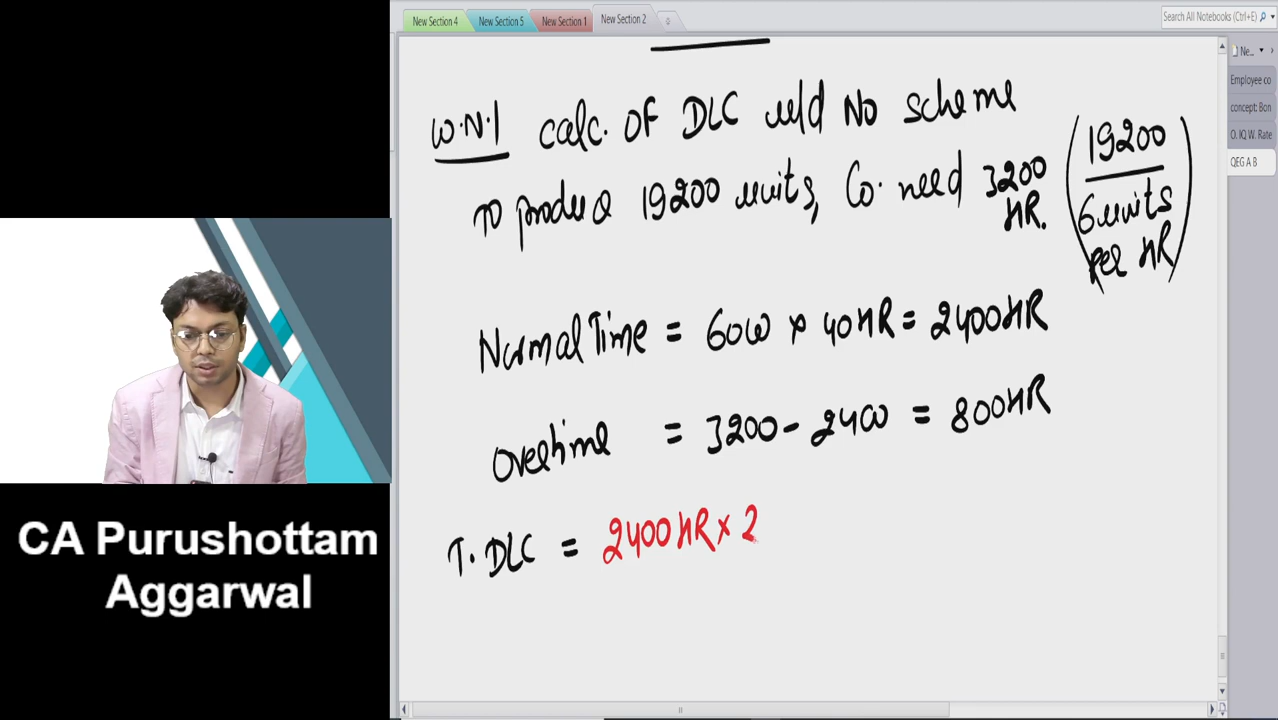 New Section 4
New Section 5
New Section 1
New Section 2
Search All Notebooks (Ctrl+E)
Ne...
Employee co
concept: Bon
Q. IQ W. Rate
QEG A B
W.N.1 calc. OF DLC u/d No scheme
To produce 19200 units, Co. need 3200 HR. (19200
6 units
per HR)
Normal Time = 60W × 40HR = 2400HR
Overtime = 3200 - 2400 = 800HR
T. DLC = 2400HR × 2
CA Purushottam
Aggarwal